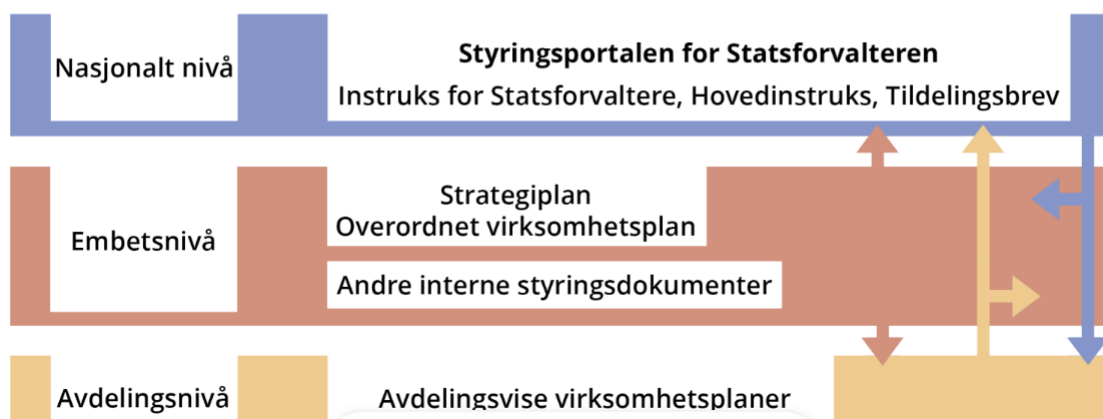 Nasjonalt nivå
Styringsportalen for Statsforvalteren
Instruks for Statsforvaltere, Hovedinstruks, Tildelingsbrev
Embetsnivå
Strategiplan
Overordnet virksomhetsplan
Andre interne styringsdokumenter
Avdelingsnivå
Avdelingsvise virksomhetsplaner